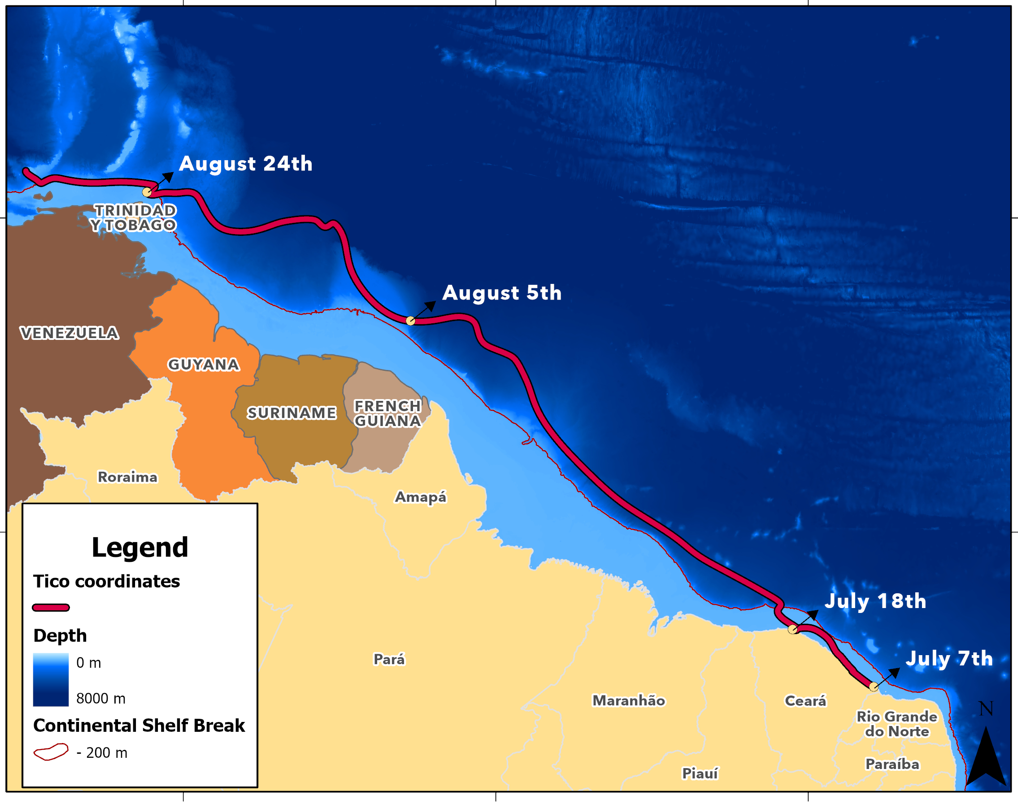 August 24th
TRINIDAD
Y TOBAGO
August 5th
VENEZUELA
GUYANA
SURINAME
FRENCH
GUIANA
Roraima
Amapá
July 18th
July 7th
Pará
Maranhão
Ceará
Rio Grande
do Norte
Paraíba
Piauí
N
Legend
Tico coordinates
Depth
0 m
8000 m
Continental Shelf Break
- 200 m